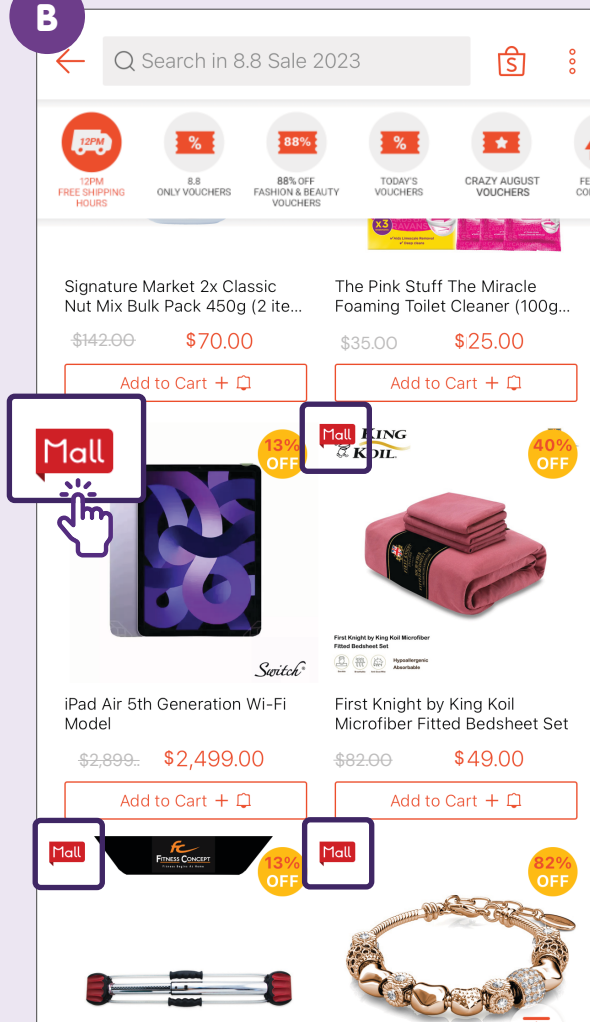 B
Search in 8.8 Sale 2023
S
12PM
%
88%
%
12PM
FREE SHIPPING
HOURS
8.8
ONLY VOUCHERS
88% OFF
FASHION & BEAUTY
VOUCHERS
TODAY'S
VOUCHERS
CRAZY AUGUST
VOUCHERS
FE
CO
x3
Signature Market 2x Classic
Nut Mix Bulk Pack 450g (2 ite...
$142.00 $70.00
Add to Cart +
The Pink Stuff The Miracle
Foaming Toilet Cleaner (100g...
$35.00 $25.00
Add to Cart +
Mall
13%
OFF
Switch
iPad Air 5th Generation Wi-Fi
Model
$2,899.. $2,499.00
Add to Cart +
Mall
KING
KOIL
40%
OFF
First Knight by King Koil Microfiber
Fitted Bedsheet Set
Hypoallergenic
Absorbable
First Knight by King Koil
Microfiber Fitted Bedsheet Set
$82.00 $49.00
Add to Cart +
Mall
FC
FITNESS CONCEPT
13%
OFF
Mall
82%
OFF